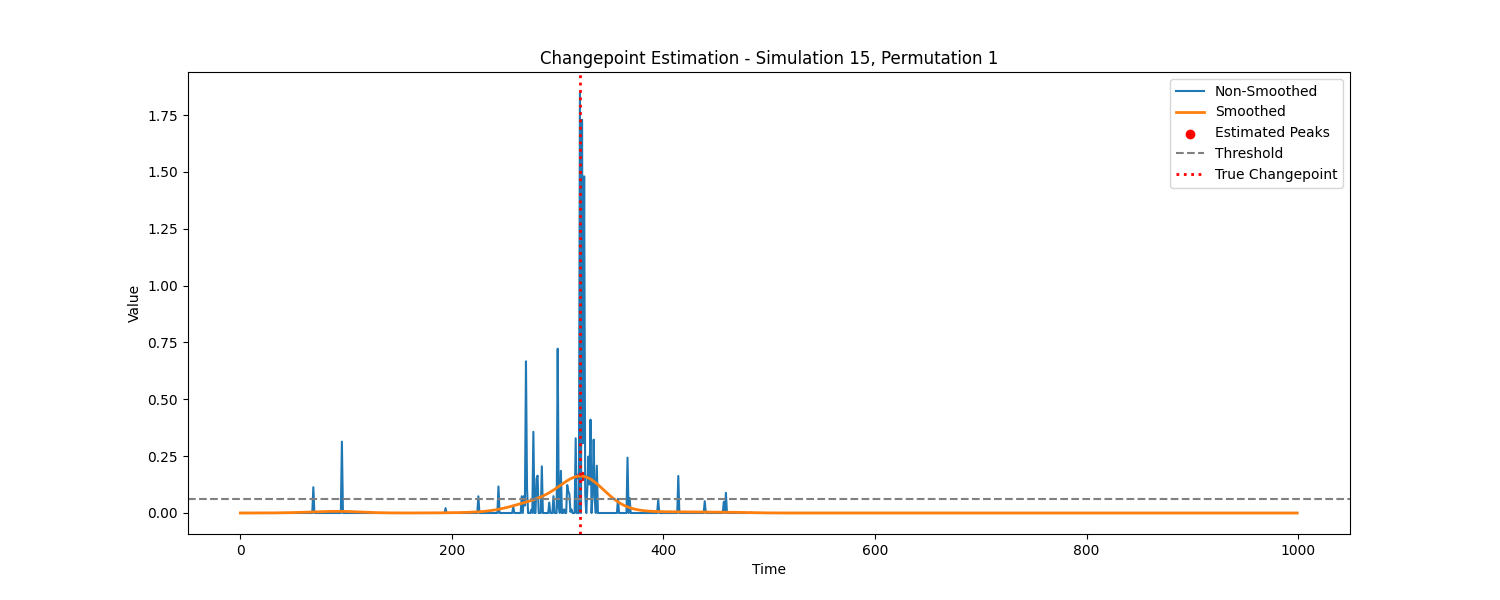 Changepoint Estimation - Simulation 15, Permutation 1
Non-Smoothed
Smoothed
Estimated Peaks
Threshold
True Changepoint
Value
1.75
1.50
1.25
1.00
0.75
0.50
0.25
0.00
0 200 400 600 800 1000
Time